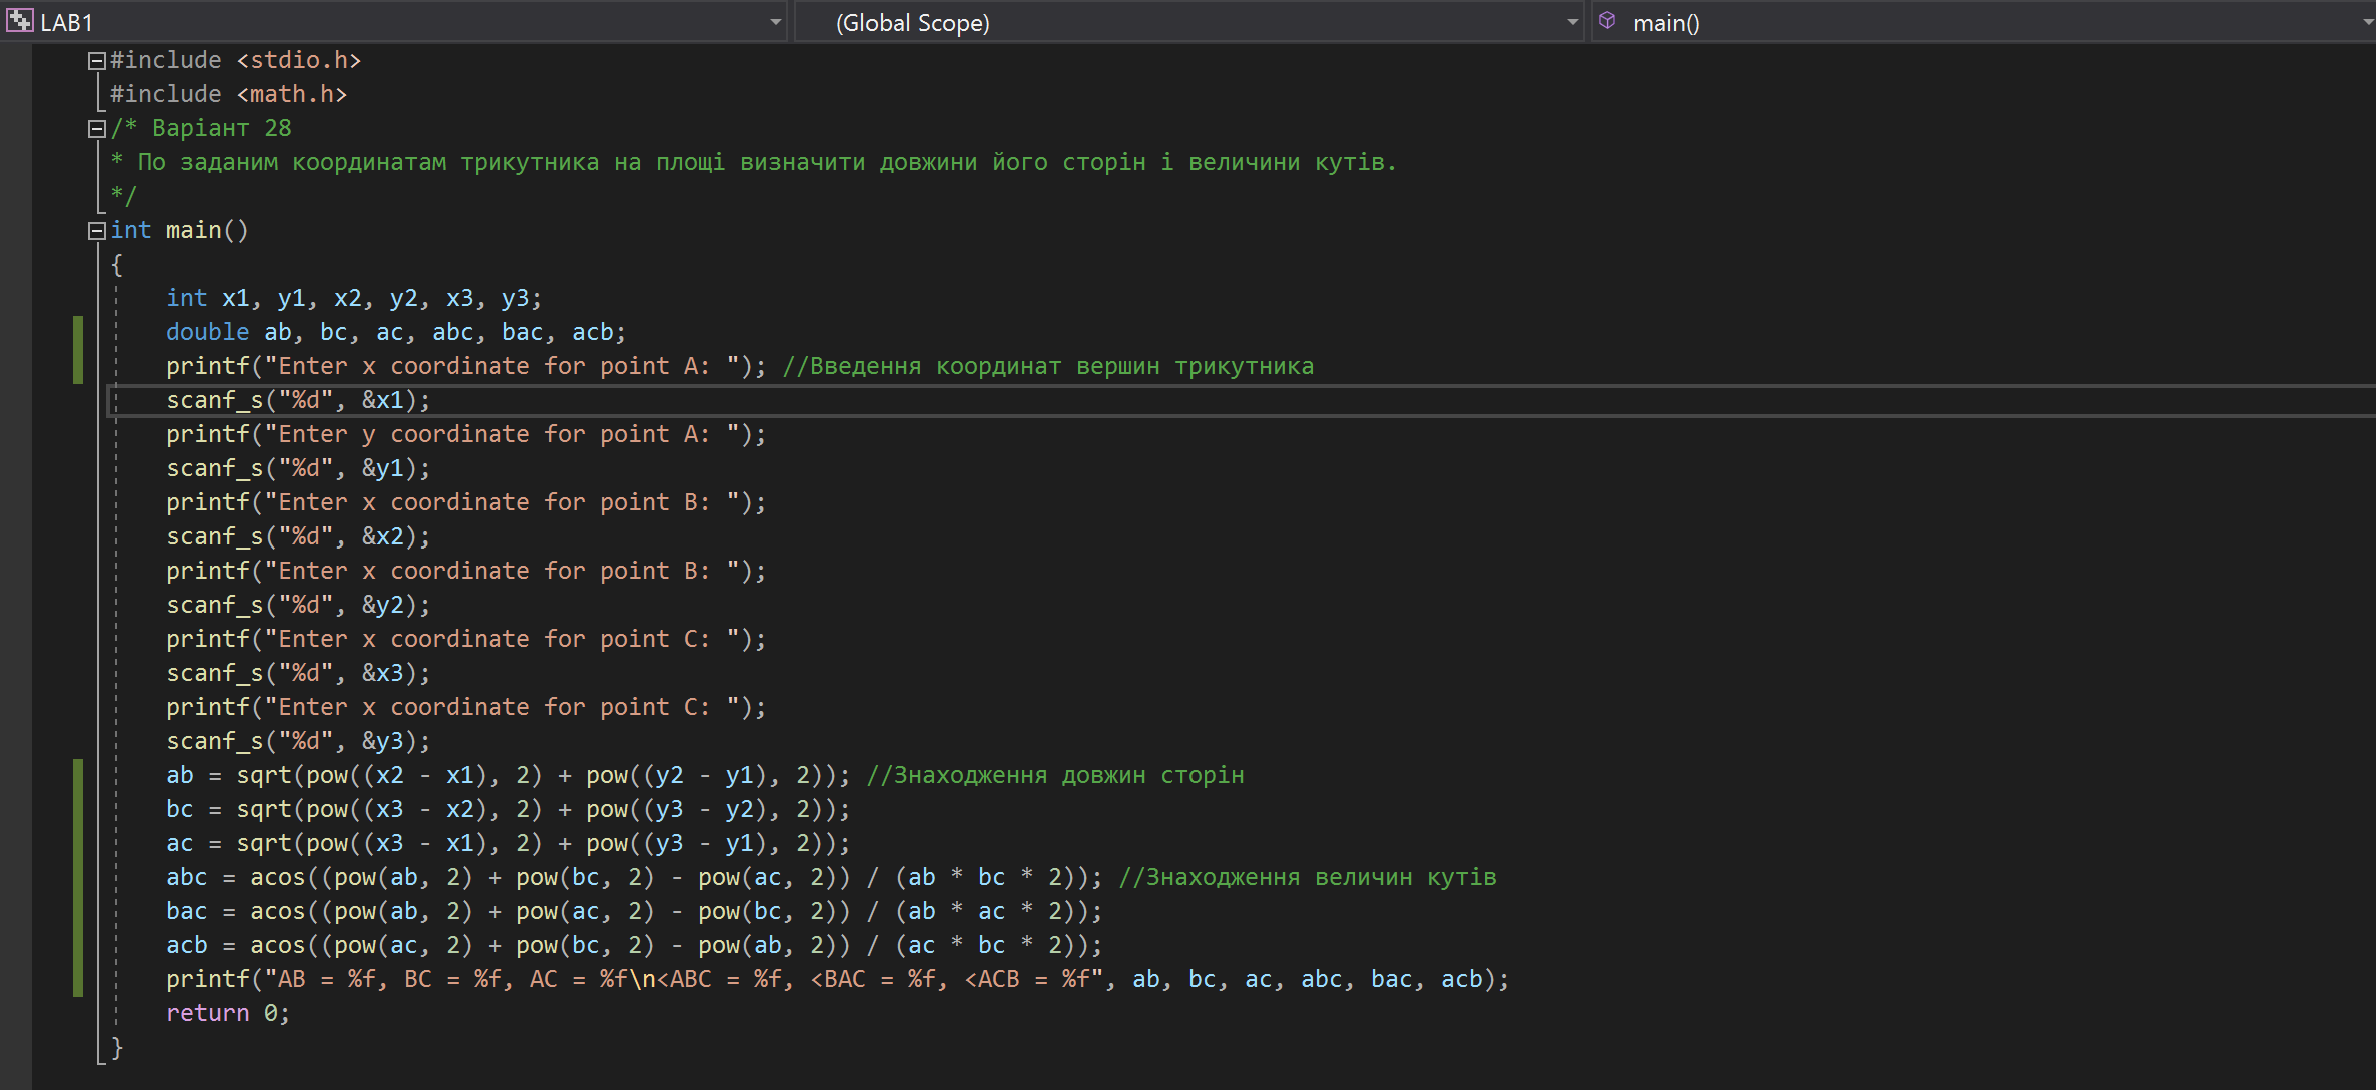 LAB1 (Global Scope) main()
#include <stdio.h>
#include <math.h>
/* Варіант 28
* По заданим координатам трикутника на площі визначити довжини його сторін і величини кутів.
*/
int main()
{
int x1, y1, x2, y2, x3, y3;
double ab, bc, ac, abc, bac, acb;
printf("Enter x coordinate for point A: "); //Введення координат вершин трикутника
scanf_s("%d", &x1);
printf("Enter y coordinate for point A: ");
scanf_s("%d", &y1);
printf("Enter x coordinate for point B: ");
scanf_s("%d", &x2);
printf("Enter x coordinate for point B: ");
scanf_s("%d", &y2);
printf("Enter x coordinate for point C: ");
scanf_s("%d", &x3);
printf("Enter x coordinate for point C: ");
scanf_s("%d", &y3);
ab = sqrt(pow((x2 - x1), 2) + pow((y2 - y1), 2)); //Знаходження довжин сторін
bc = sqrt(pow((x3 - x2), 2) + pow((y3 - y2), 2));
ac = sqrt(pow((x3 - x1), 2) + pow((y3 - y1), 2));
abc = acos((pow(ab, 2) + pow(bc, 2) - pow(ac, 2)) / (ab * bc * 2)); //Знаходження величин кутів
bac = acos((pow(ab, 2) + pow(ac, 2) - pow(bc, 2)) / (ab * ac * 2));
acb = acos((pow(ac, 2) + pow(bc, 2) - pow(ab, 2)) / (ac * bc * 2));
printf("AB = %f, BC = %f, AC = %f\n<ABC = %f, <BAC = %f, <ACB = %f", ab, bc, ac, abc, bac, acb);
return 0;
}